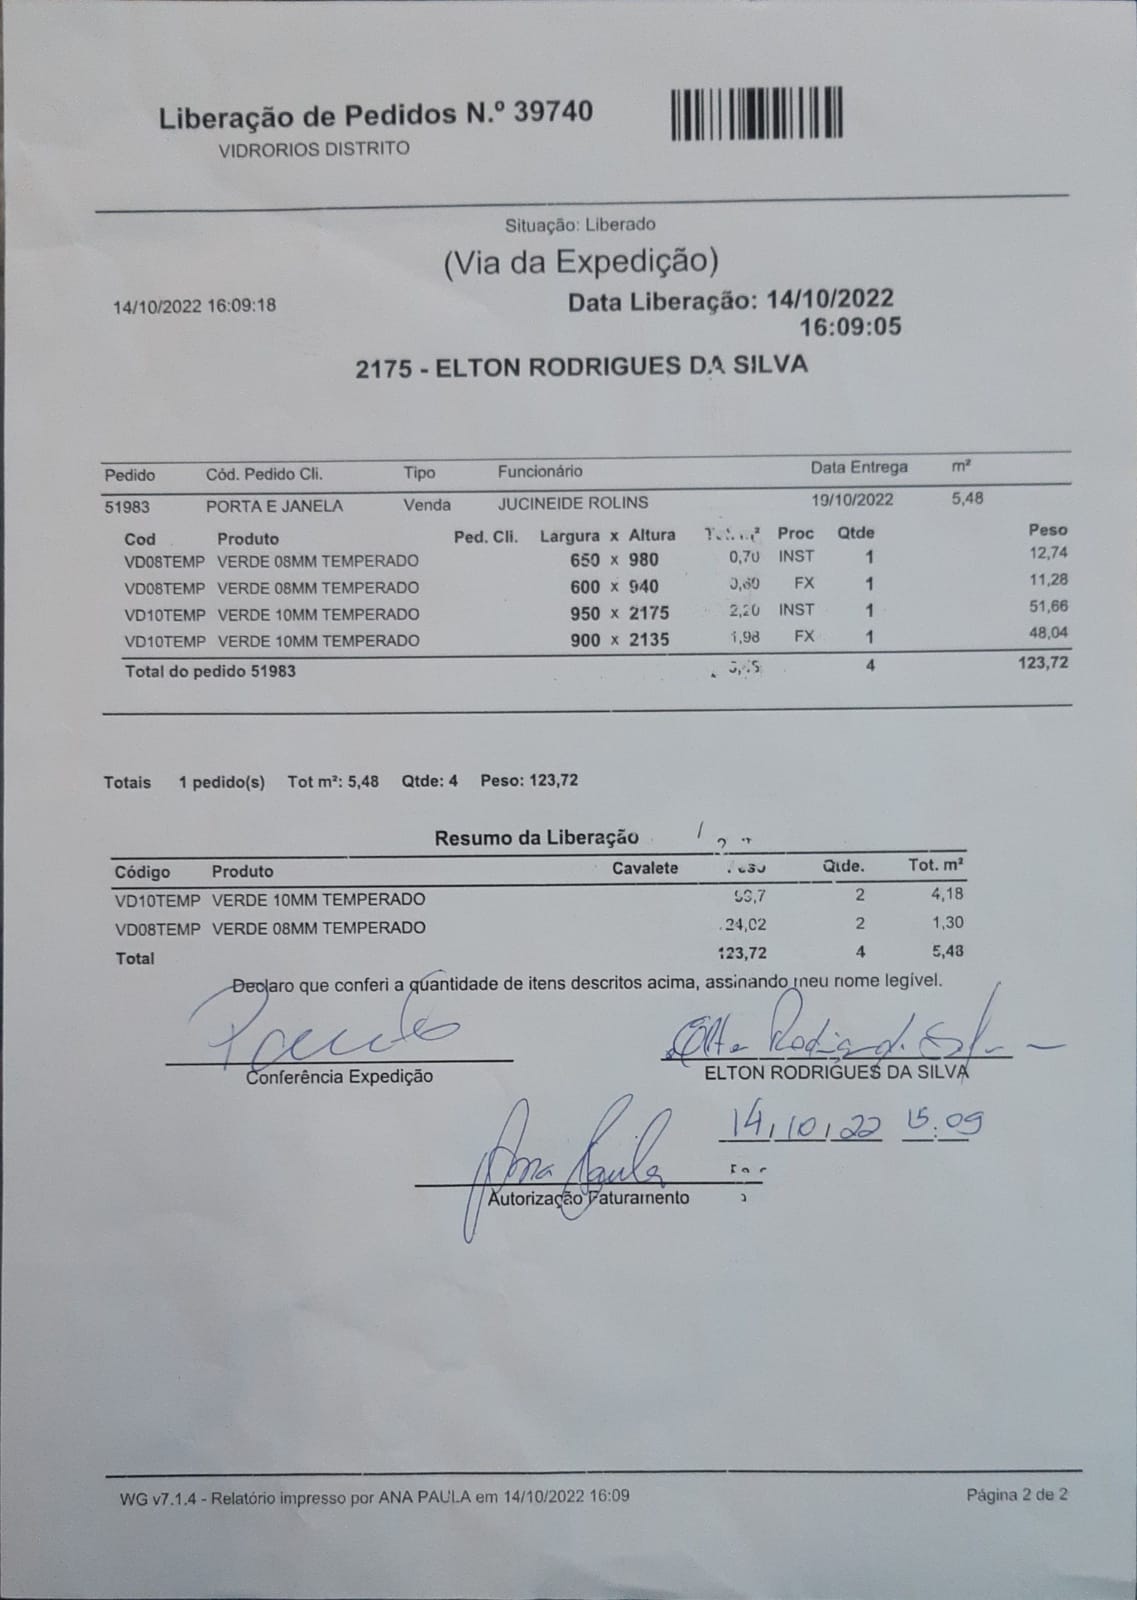 Liberação de Pedidos N.º 39740
VIDRORIOS DISTRITO
Situação: Liberado
(Via da Expedição)
14/10/2022 16:09:18 Data Liberação: 14/10/2022
16:09:05
2175 - ELTON RODRIGUES DA SILVA
Pedido Cód. Pedido Cli. Tipo Funcionário Data Entrega m²
51983 PORTA E JANELA Venda JUCINEIDE ROLINS 19/10/2022 5,48
Cod Produto Ped. Cli. Largura x Altura Proc Qtde Peso
VD08TEMP VERDE 08MM TEMPERADO 650 x 980 0,70 INST 1 12,74
VD08TEMP VERDE 08MM TEMPERADO 600 x 940 FX 1 11,28
VD10TEMP VERDE 10MM TEMPERADO 950 x 2175 2,20 INST 1 51,66
VD10TEMP VERDE 10MM TEMPERADO 900 x 2135 1,98 FX 1 48,04
Total do pedido 51983 4 123,72
Totais 1 pedido(s) Tot m²: 5,48 Qtde: 4 Peso: 123,72
Resumo da Liberação
Código Produto Cavalete Qtde. Tot. m²
VD10TEMP VERDE 10MM TEMPERADO 2 4,18
VD08TEMP VERDE 08MM TEMPERADO 24,02 2 1,30
Total 123,72 4 5,48
Declaro que conferi a quantidade de itens descritos acima, assinando meu nome legível.
Conferência Expedição
ELTON RODRIGUES DA SILVA
14,10,22 15:09
Ana Paula
Autorização Faturamento
WG v7.1.4 - Relatório impresso por ANA PAULA em 14/10/2022 16:09 Página 2 de 2